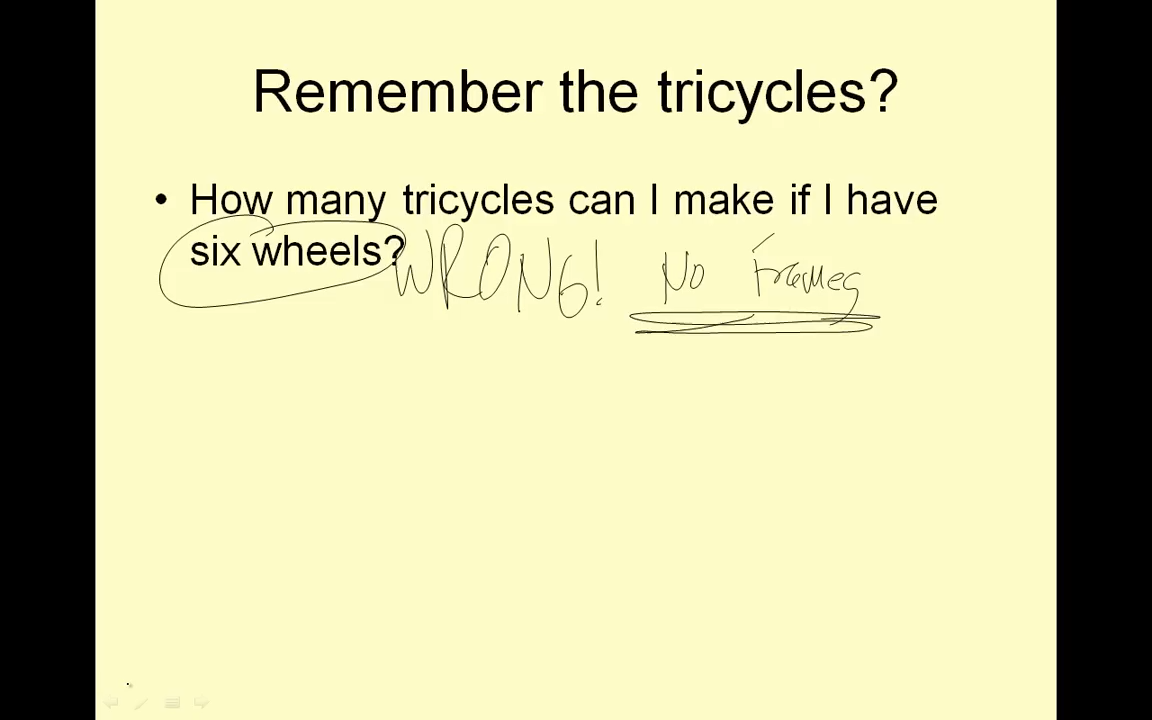 Remember the tricycles?
• How many tricycles can I make if I have
six wheels? WRONG! No Frames